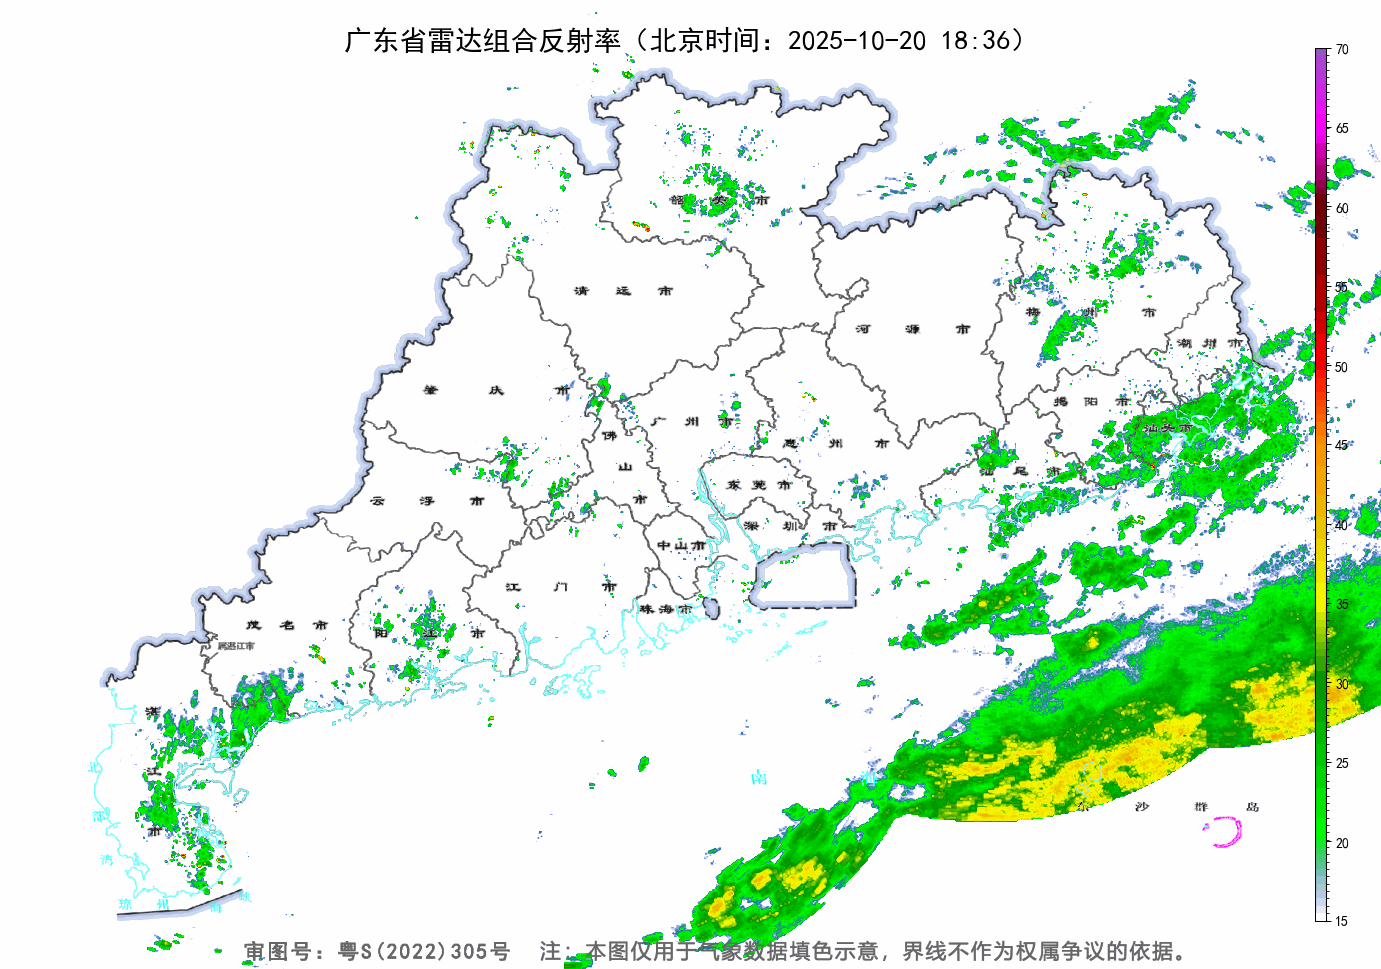 广东省雷达组合反射率（北京时间：2025-10-20 18:36）
70
65
60
55
50
45
40
35
30
25
20
15
韶关市
清远市
河源市
梅州市
潮州市
肇庆市
广州市
惠州市
揭阳市
汕头市
佛山市
云浮市
东莞市
深圳市
汕尾市
中山市
江门市
珠海市
茂名市
阳江市
属湛江市
湛江市
北部湾
琼州海峡
南
东沙群岛
审图号：粤S(2022)305号 注：本图仅用于气象数据填色示意，界线不作为权属争议的依据。